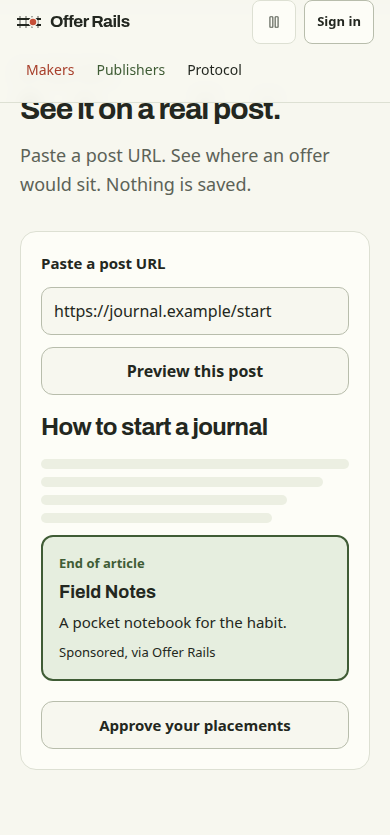 Offer Rails
Sign in
Makers
Publishers
Protocol
See it on a real post.
Paste a post URL. See where an offer
would sit. Nothing is saved.
Paste a post URL
https://journal.example/start
Preview this post
How to start a journal
End of article
Field Notes
A pocket notebook for the habit.
Sponsored, via Offer Rails
Approve your placements